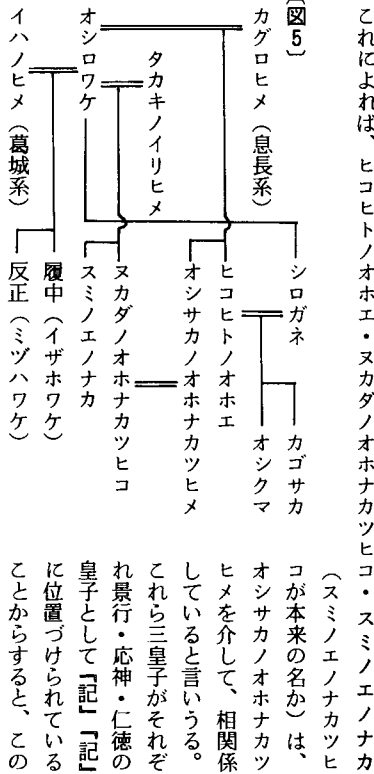 これによれば、ヒコヒトノオホエ・ヌカダノオホナカツヒコ・スミノエノナカ
(スミノエノナカツヒ
コが本来の名か)は、
オシサカノオホナカツ
ヒメを介して、相関係
していると言いうる。
これら三皇子がそれぞ
れ景行・応神・仁徳の
皇子として『記』『記』
に位置づけられている
ことからすると、この
〔図5〕
カグロヒメ(息長系)
タカキノイリヒメ
オシロワケ
イハノヒメ(葛城系)
シロガネ
ヒコヒトノオホエ
オシサカノオホナカツヒメ
ヌカダノオホナカツヒコ
スミノエノナカ
履中(イザホワケ)
反正(ミヅハワケ)
カゴサカ
オシクマ